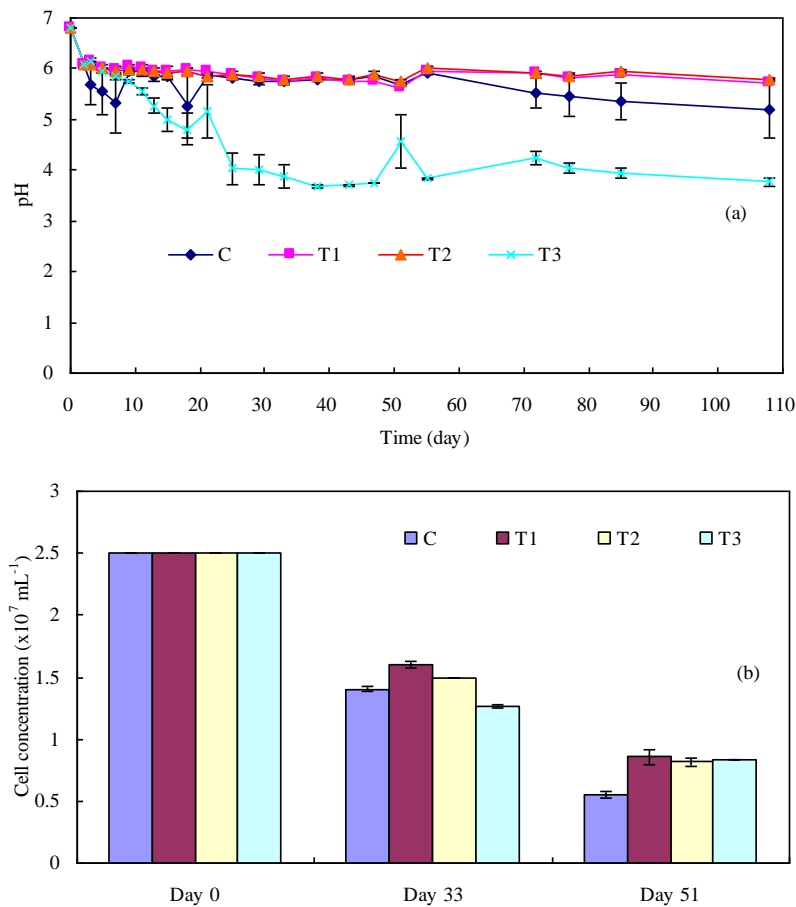 7
6
5
4
3
2
1
0
pH
(a)
C T1 T2 T3
0 10 20 30 40 50 60 70 80 90 100 110
Time (day)
3
2.5
2
1.5
1
0.5
0
Cell concentration (x10⁷ mL⁻¹)
C T1 T2 T3
(b)
Day 0 Day 33 Day 51